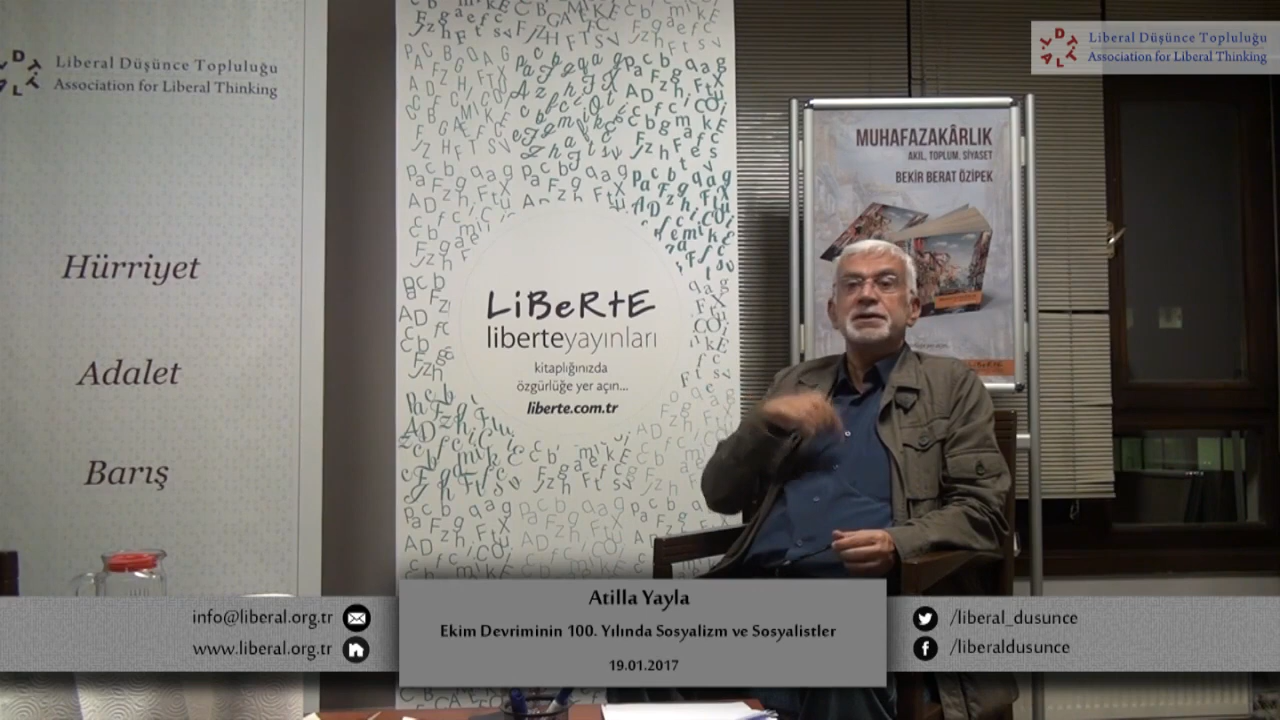 Liberal Düşünce Topluluğu
Association for Liberal Thinking
Hürriyet
Adalet
Barış
LiBeRtE
liberteyayınları
kitaplığınızda
özgürlüğe yer açın...
liberte.com.tr
MUHAFAZAKÂRLIK
AKIL, TOPLUM, SİYASET
BEKİR BERAT ÖZİPEK
LiBeRtE
Liberal Düşünce Topluluğu
Association for Liberal Thinking
info@liberal.org.tr
www.liberal.org.tr
Atilla Yayla
Ekim Devriminin 100. Yılında Sosyalizm ve Sosyalistler
19.01.2017
/liberal_dusunce
/liberaldusunce